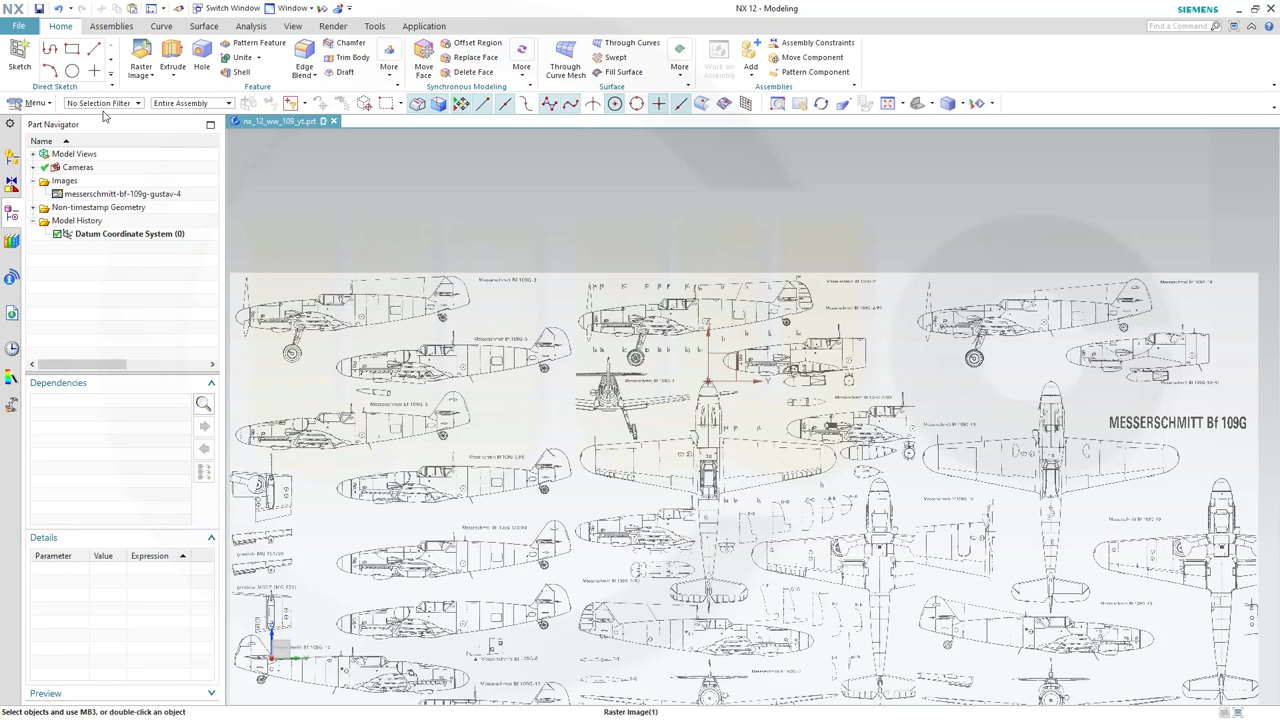 NX
Switch Window
Window
NX 12 - Modeling
SIEMENS
File
Home
Assemblies
Curve
Surface
Analysis
View
Render
Tools
Application
Find a Command
Sketch
Direct Sketch
Raster Image
Extrude
Hole
Pattern Feature
Unite
Shell
Edge Blend
Chamfer
Trim Body
Draft
More
Feature
Move Face
Offset Region
Replace Face
Delete Face
More
Synchronous Modeling
Through Curve Mesh
Through Curves
Swept
Fill Surface
More
Surface
Work on Assembly
Add
Assembly Constraints
Move Component
Pattern Component
Assemblies
Menu
No Selection Filter
Entire Assembly
Part Navigator
nx_12_ww_109_yt.prt
Name
Model Views
Cameras
Images
messerschmitt-bf-109g-gustav-4
Non-timestamp Geometry
Model History
Datum Coordinate System (0)
Dependencies
Details
Parameter
Value
Expression
Preview
MESSERSCHMITT Bf 109G
Select objects and use MB3, or double-click an object
Raster Image(1)